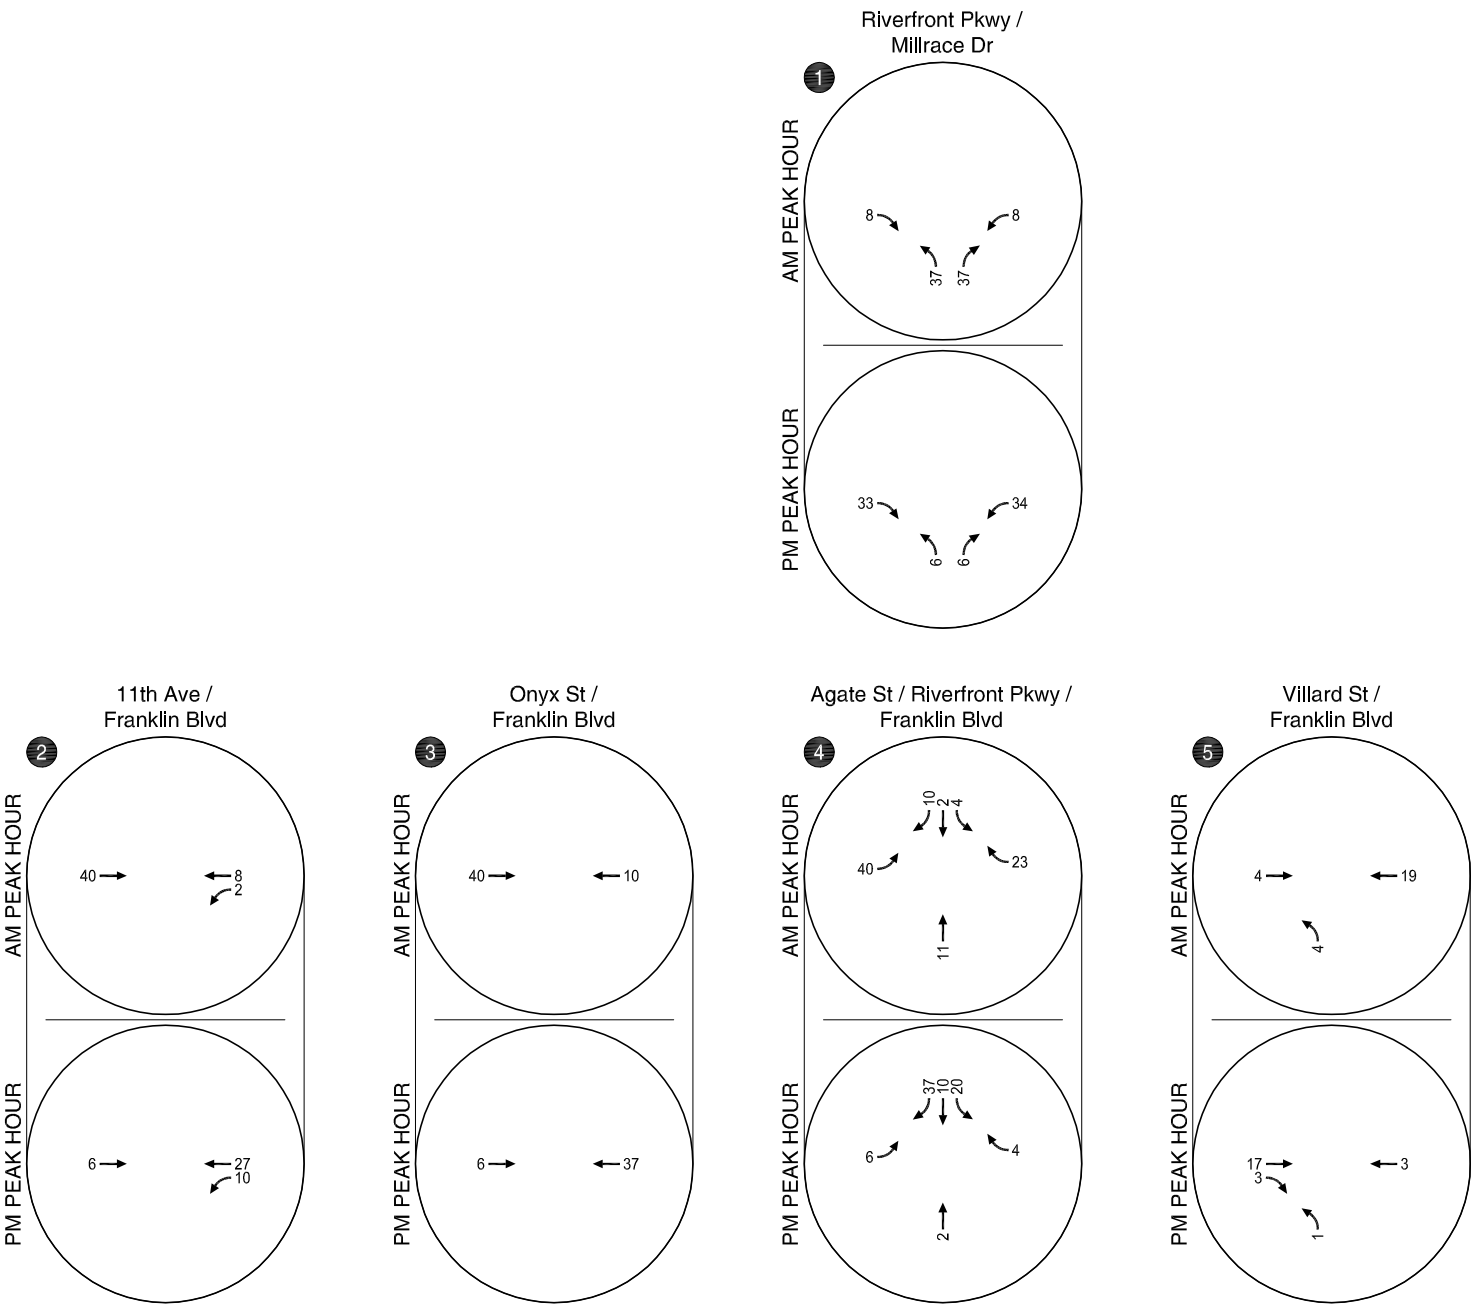 Riverfront Pkwy /
Millrace Dr
1
AM PEAK HOUR
8
8
37
37
PM PEAK HOUR
33
34
6
6
11th Ave /
Franklin Blvd
2
AM PEAK HOUR
40
8
2
PM PEAK HOUR
6
27
10
Onyx St /
Franklin Blvd
3
AM PEAK HOUR
40
10
PM PEAK HOUR
6
37
Agate St / Riverfront Pkwy /
Franklin Blvd
4
AM PEAK HOUR
10
2
4
40
23
11
PM PEAK HOUR
37
10
20
6
4
2
Villard St /
Franklin Blvd
5
AM PEAK HOUR
4
19
4
PM PEAK HOUR
17
3
3
1